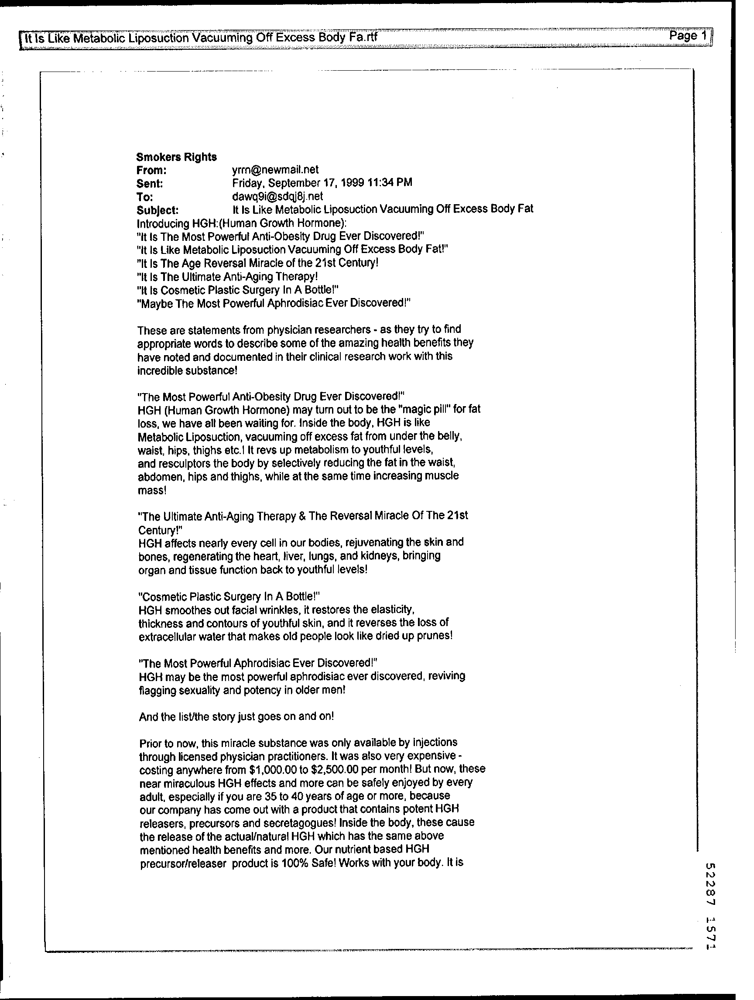 It Is Like Metabolic Liposuction Vacuuming Off Excess Body Fa.rtf Page 1
Smokers Rights
From: yrrn@newmail.net
Sent: Friday, September 17, 1999 11:34 PM
To: dawq9i@sdqj8j.net
Subject: It Is Like Metabolic Liposuction Vacuuming Off Excess Body Fat
Introducing HGH:(Human Growth Hormone):
"It Is The Most Powerful Anti-Obesity Drug Ever Discovered!"
"It Is Like Metabolic Liposuction Vacuuming Off Excess Body Fat!"
"It Is The Age Reversal Miracle of the 21st Century!
"It Is The Ultimate Anti-Aging Therapy!
"It Is Cosmetic Plastic Surgery In A Bottle!"
"Maybe The Most Powerful Aphrodisiac Ever Discovered!"
These are statements from physician researchers - as they try to find
appropriate words to describe some of the amazing health benefits they
have noted and documented in their clinical research work with this
incredible substance!
"The Most Powerful Anti-Obesity Drug Ever Discovered!"
HGH (Human Growth Hormone) may turn out to be the "magic pill" for fat
loss, we have all been waiting for. Inside the body, HGH is like
Metabolic Liposuction, vacuuming off excess fat from under the belly,
waist, hips, thighs etc.! It revs up metabolism to youthful levels,
and resculptors the body by selectively reducing the fat in the waist,
abdomen, hips and thighs, while at the same time increasing muscle
mass!
"The Ultimate Anti-Aging Therapy & The Reversal Miracle Of The 21st
Century!"
HGH affects nearly every cell in our bodies, rejuvenating the skin and
bones, regenerating the heart, liver, lungs, and kidneys, bringing
organ and tissue function back to youthful levels!
"Cosmetic Plastic Surgery In A Bottle!"
HGH smoothes out facial wrinkles, it restores the elasticity,
thickness and contours of youthful skin, and it reverses the loss of
extracellular water that makes old people look like dried up prunes!
"The Most Powerful Aphrodisiac Ever Discovered!"
HGH may be the most powerful aphrodisiac ever discovered, reviving
flagging sexuality and potency in older men!
And the list/the story just goes on and on!
Prior to now, this miracle substance was only available by injections
through licensed physician practitioners. It was also very expensive -
costing anywhere from $1,000.00 to $2,500.00 per month! But now, these
near miraculous HGH effects and more can be safely enjoyed by every
adult, especially if you are 35 to 40 years of age or more, because
our company has come out with a product that contains potent HGH
releasers, precursors and secretagogues! Inside the body, these cause
the release of the actual/natural HGH which has the same above
mentioned health benefits and more. Our nutrient based HGH
precursor/releaser product is 100% Safe! Works with your body. It is
52287 1571